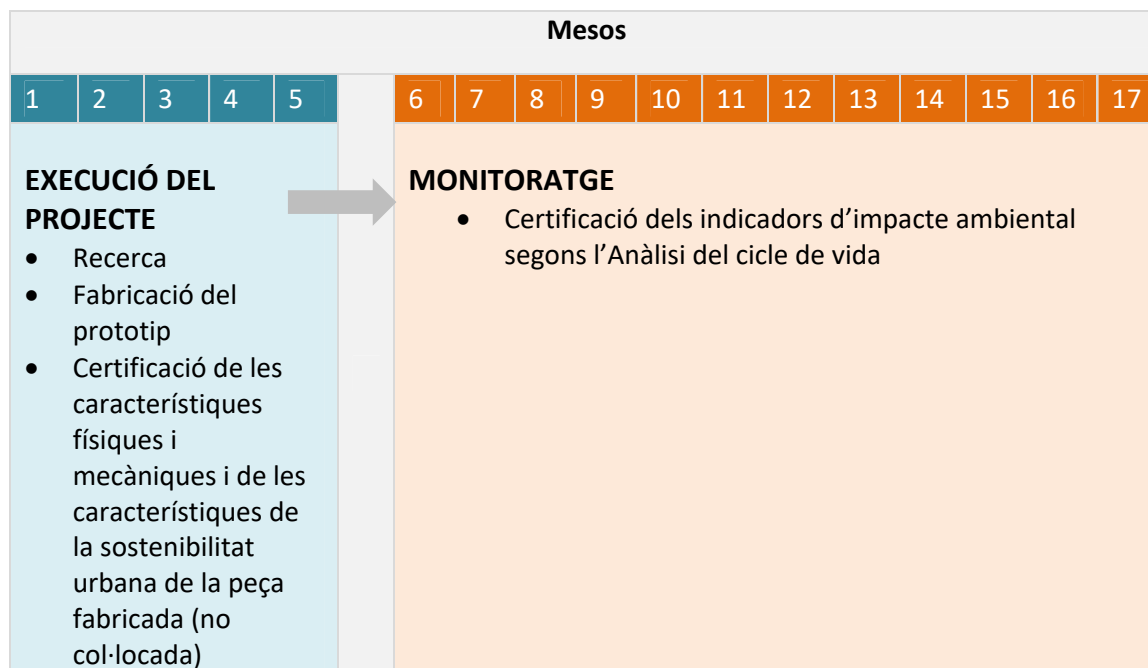 Mesos
1 2 3 4 5 6 7 8 9 10 11 12 13 14 15 16 17
EXECUCIÓ DEL
PROJECTE
• Recerca
• Fabricació del
prototip
• Certificació de les
característiques
físiques i
mecàniques i de les
característiques de
la sostenibilitat
urbana de la peça
fabricada (no
col·locada)
MONITORATGE
• Certificació dels indicadors d’impacte ambiental
segons l’Anàlisi del cicle de vida